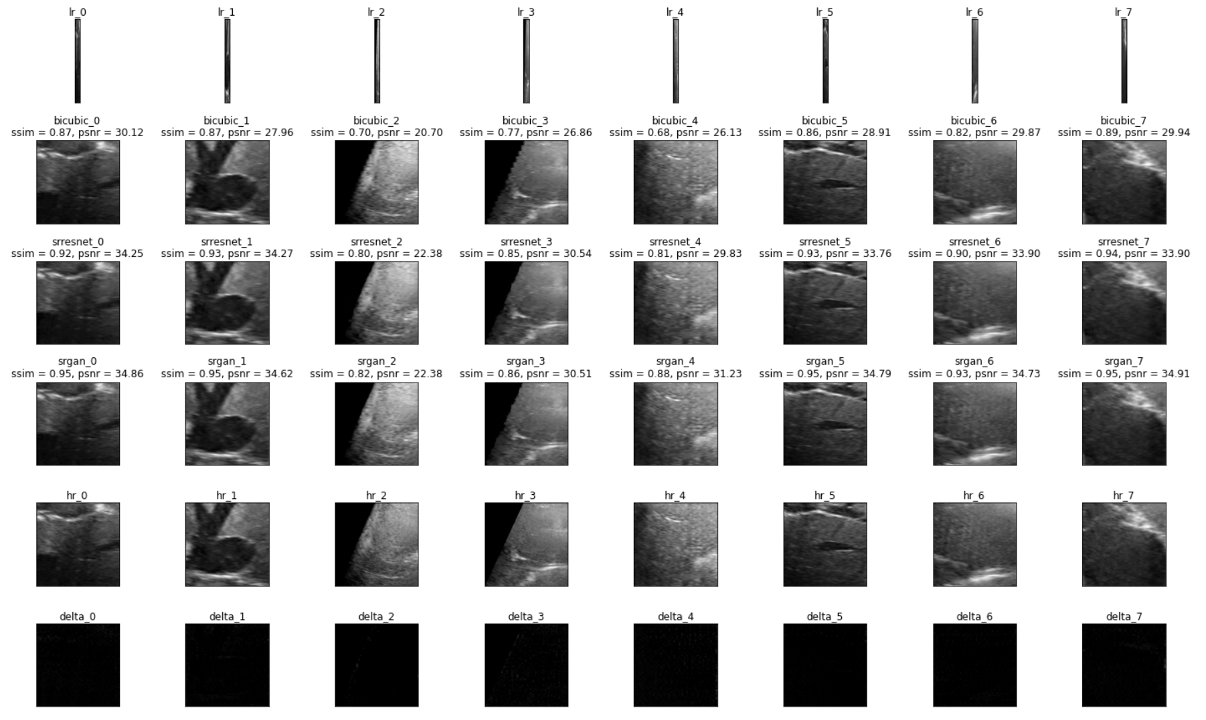 lr_0 lr_1 lr_2 lr_3 lr_4 lr_5 lr_6 lr_7
bicubic_0 bicubic_1 bicubic_2 bicubic_3 bicubic_4 bicubic_5 bicubic_6 bicubic_7
ssim = 0.87, psnr = 30.12 ssim = 0.87, psnr = 27.96 ssim = 0.70, psnr = 20.70 ssim = 0.77, psnr = 26.86 ssim = 0.68, psnr = 26.13 ssim = 0.86, psnr = 28.91 ssim = 0.82, psnr = 29.87 ssim = 0.89, psnr = 29.94
srresnet_0 srresnet_1 srresnet_2 srresnet_3 srresnet_4 srresnet_5 srresnet_6 srresnet_7
ssim = 0.92, psnr = 34.25 ssim = 0.93, psnr = 34.27 ssim = 0.80, psnr = 22.38 ssim = 0.85, psnr = 30.54 ssim = 0.81, psnr = 29.83 ssim = 0.93, psnr = 33.76 ssim = 0.90, psnr = 33.90 ssim = 0.94, psnr = 33.90
srgan_0 srgan_1 srgan_2 srgan_3 srgan_4 srgan_5 srgan_6 srgan_7
ssim = 0.95, psnr = 34.86 ssim = 0.95, psnr = 34.62 ssim = 0.82, psnr = 22.38 ssim = 0.86, psnr = 30.51 ssim = 0.88, psnr = 31.23 ssim = 0.95, psnr = 34.79 ssim = 0.93, psnr = 34.73 ssim = 0.95, psnr = 34.91
hr_0 hr_1 hr_2 hr_3 hr_4 hr_5 hr_6 hr_7
delta_0 delta_1 delta_2 delta_3 delta_4 delta_5 delta_6 delta_7